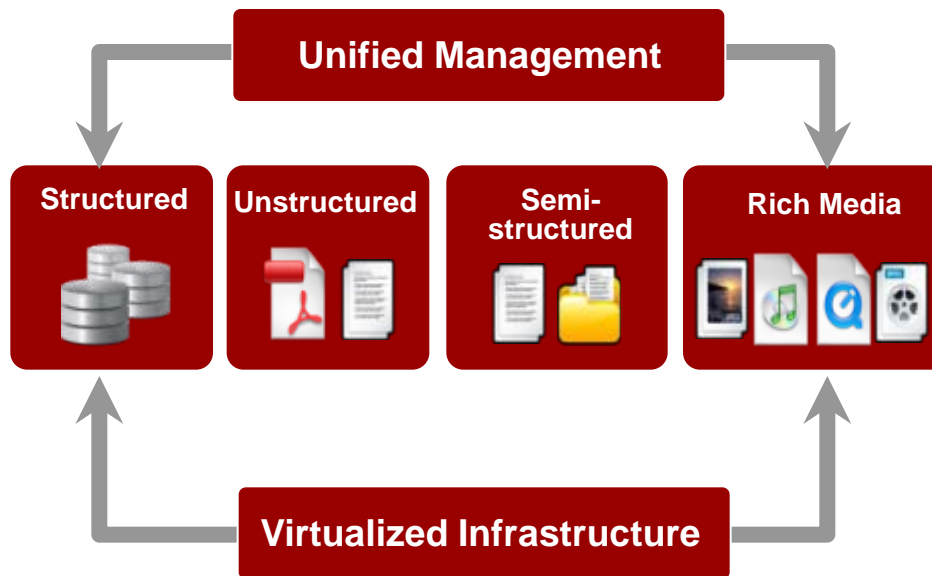 Unified Management
Structured
Unstructured
Semi-
structured
Rich Media
Virtualized Infrastructure